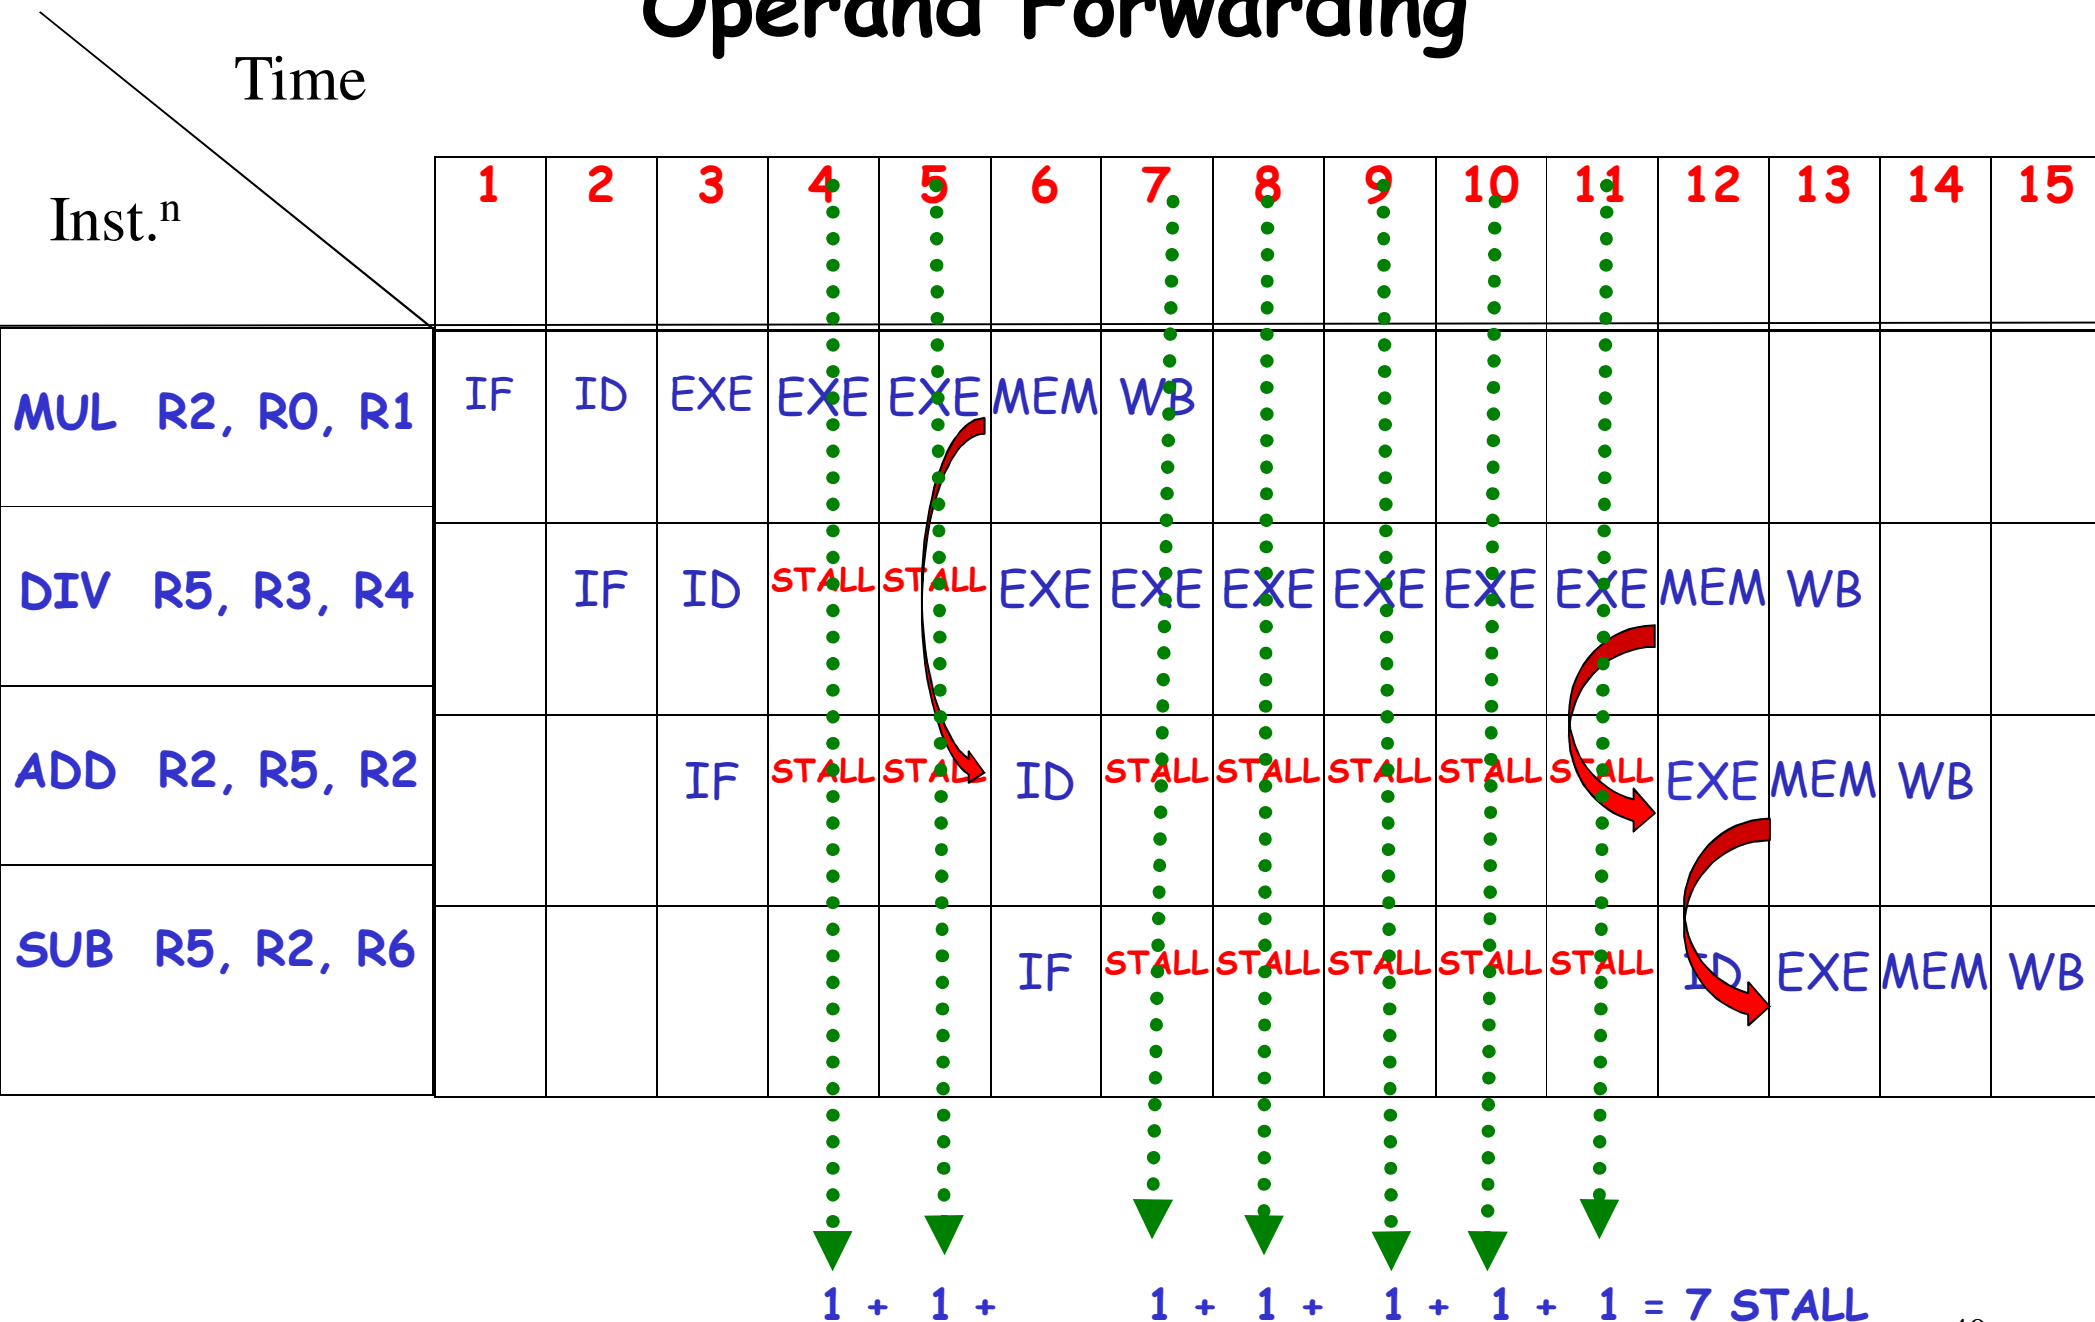 Operand Forwarding
Time
Inst.n
1 2 3 4 5 6 7 8 9 10 11 12 13 14 15
MUL R2, R0, R1 IF ID EXE EXE EXE MEM WB
DIV R5, R3, R4 IF ID STALL STALL EXE EXE EXE EXE EXE EXE MEM WB
ADD R2, R5, R2 IF STALL STALL ID STALL STALL STALL STALL STALL EXE MEM WB
SUB R5, R2, R6 IF STALL STALL STALL STALL STALL ID EXE MEM WB
1 + 1 + 1 + 1 + 1 + 1 + 1 = 7 STALL